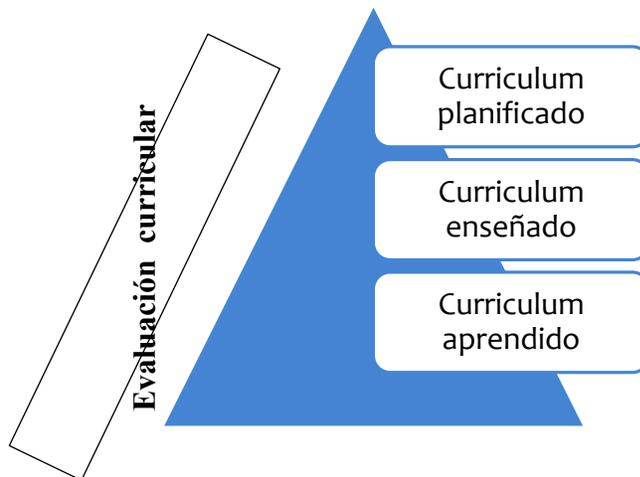 Evaluación curricular
Curriculum
planificado
Curriculum
enseñado
Curriculum
aprendido